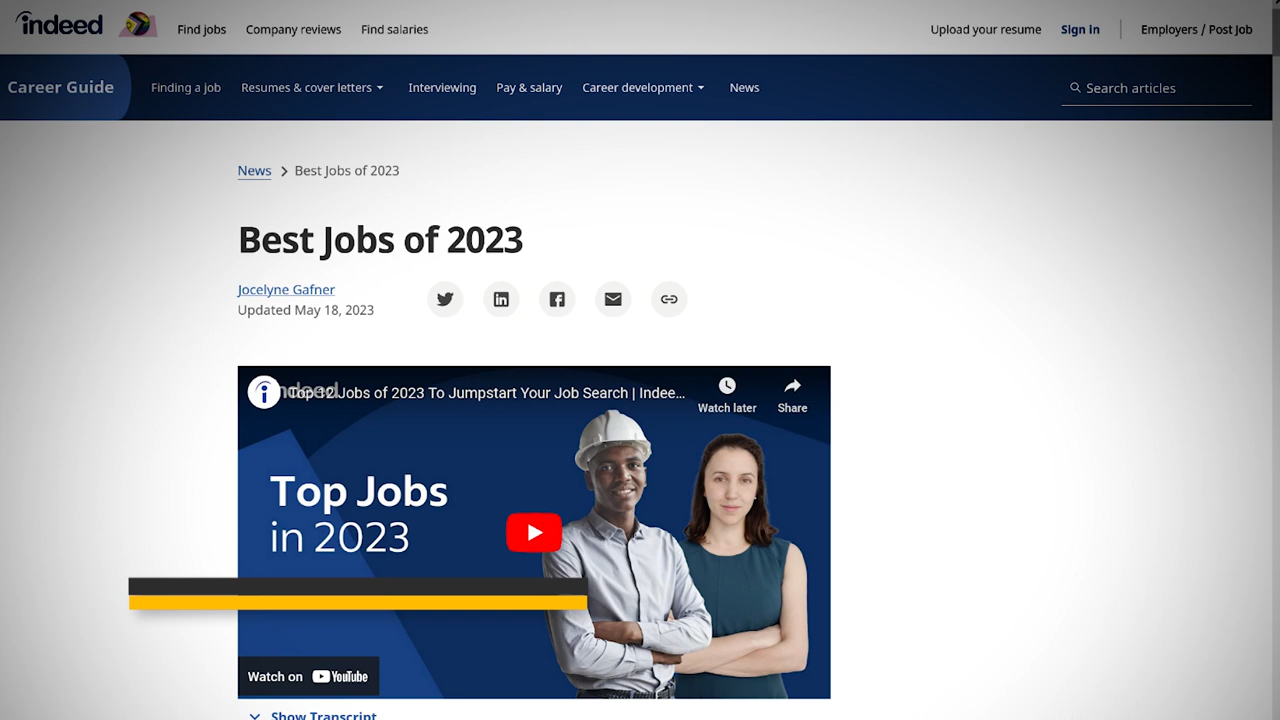 indeed
Find jobs
Company reviews
Find salaries
Upload your resume
Sign in
Employers / Post Job
Career Guide
Finding a job
Resumes & cover letters
Interviewing
Pay & salary
Career development
News
Search articles
News > Best Jobs of 2023
Best Jobs of 2023
Jocelyne Gafner
Updated May 18, 2023
indeed
Top 12 Jobs of 2023 To Jumpstart Your Job Search | Indee...
Watch later
Share
Top Jobs
in 2023
Watch on YouTube
Show Transcript